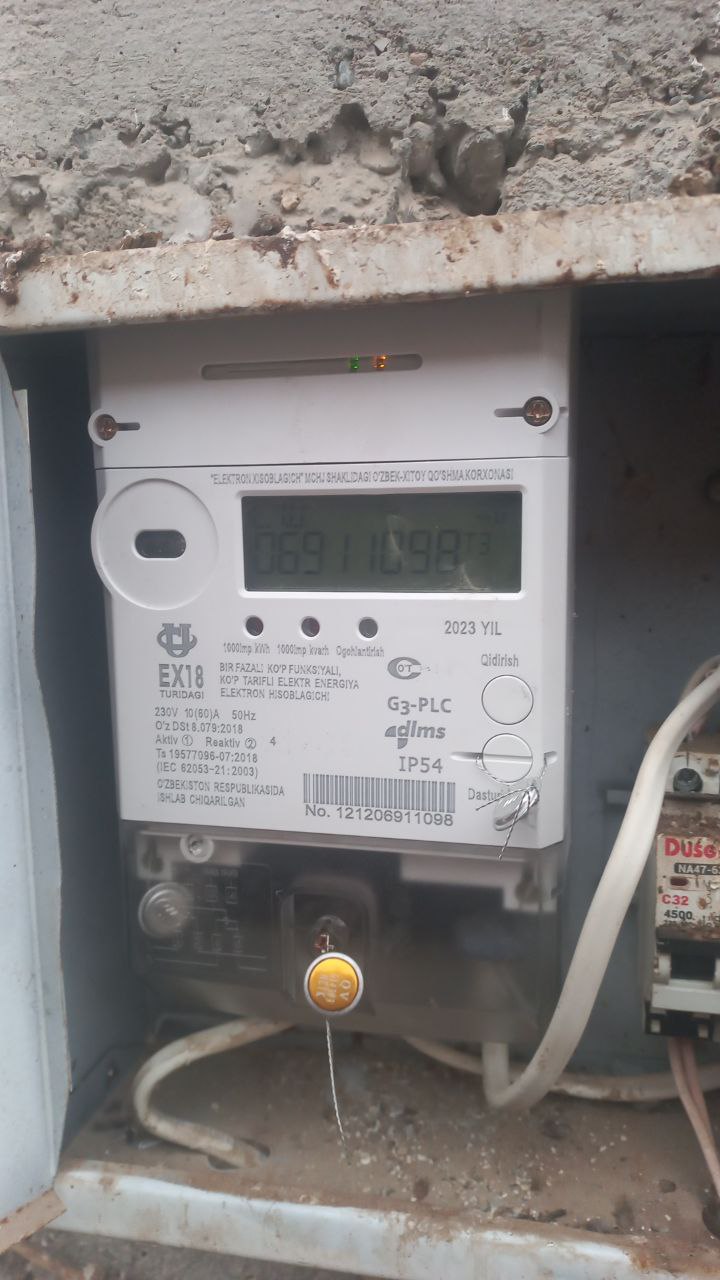 "ELEKTRON XISOBLAGICH" MCHJ SHAKLIDAGI O'ZBEK-XITOY QO'SHMA KORXONASI
06911098 T3
1000imp kWh 1000imp kvarh Ogohlantirish
2023 YIL
EX18
TURIDAGI
BIR FAZALI KO'P FUNKSIYALI,
KO'P TARIFLI ELEKTR ENERGIYA
ELEKTRON HISOBLAGICHI
Qidirish
230V 10(60)A 50Hz
O'z DSt 8.079:2018
Aktiv ① Reaktiv ② 4
Ts 19577096-07:2018
(IEC 62053-21:2003)
O'ZBEKISTON RESPUBLIKASIDA
ISHLAB CHIQARILGAN
G3-PLC
dlms
IP54
No. 121206911098
C32
4500